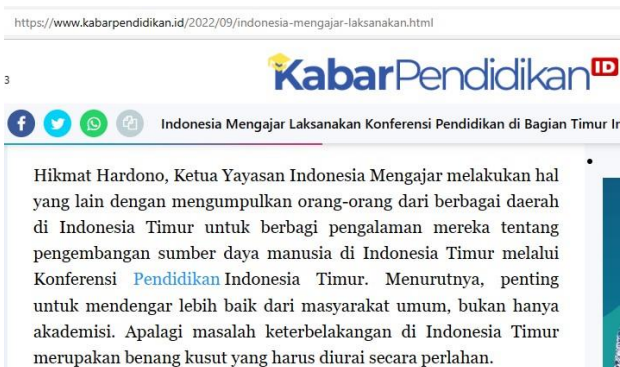 https://www.kabarpendidikan.id/2022/09/indonesia-mengajar-laksanakan.html
3
KabarPendidikan ID
Indonesia Mengajar Laksanakan Konferensi Pendidikan di Bagian Timur
Hikmat Hardono, Ketua Yayasan Indonesia Mengajar melakukan hal
yang lain dengan mengumpulkan orang-orang dari berbagai daerah
di Indonesia Timur untuk berbagi pengalaman mereka tentang
pengembangan sumber daya manusia di Indonesia Timur melalui
Konferensi Pendidikan Indonesia Timur. Menurutnya, penting
untuk mendengar lebih baik dari masyarakat umum, bukan hanya
akademisi. Apalagi masalah keterbelakangan di Indonesia Timur
merupakan benang kusut yang harus diurai secara perlahan.